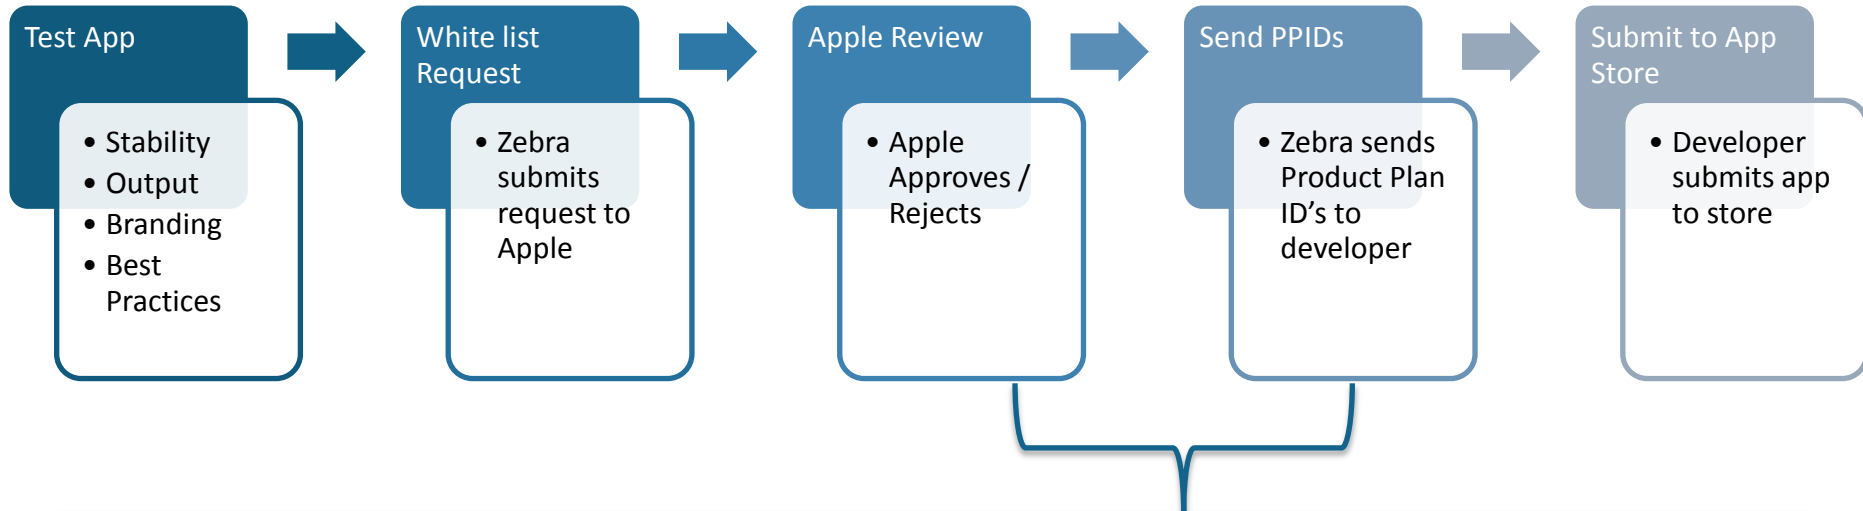 Test App
• Stability
• Output
• Branding
• Best
Practices
White list
Request
• Zebra
submits
request to
Apple
Apple Review
• Apple
Approves /
Rejects
Send PPIDs
• Zebra sends
Product Plan
ID’s to
developer
Submit to App
Store
• Developer
submits app
to store